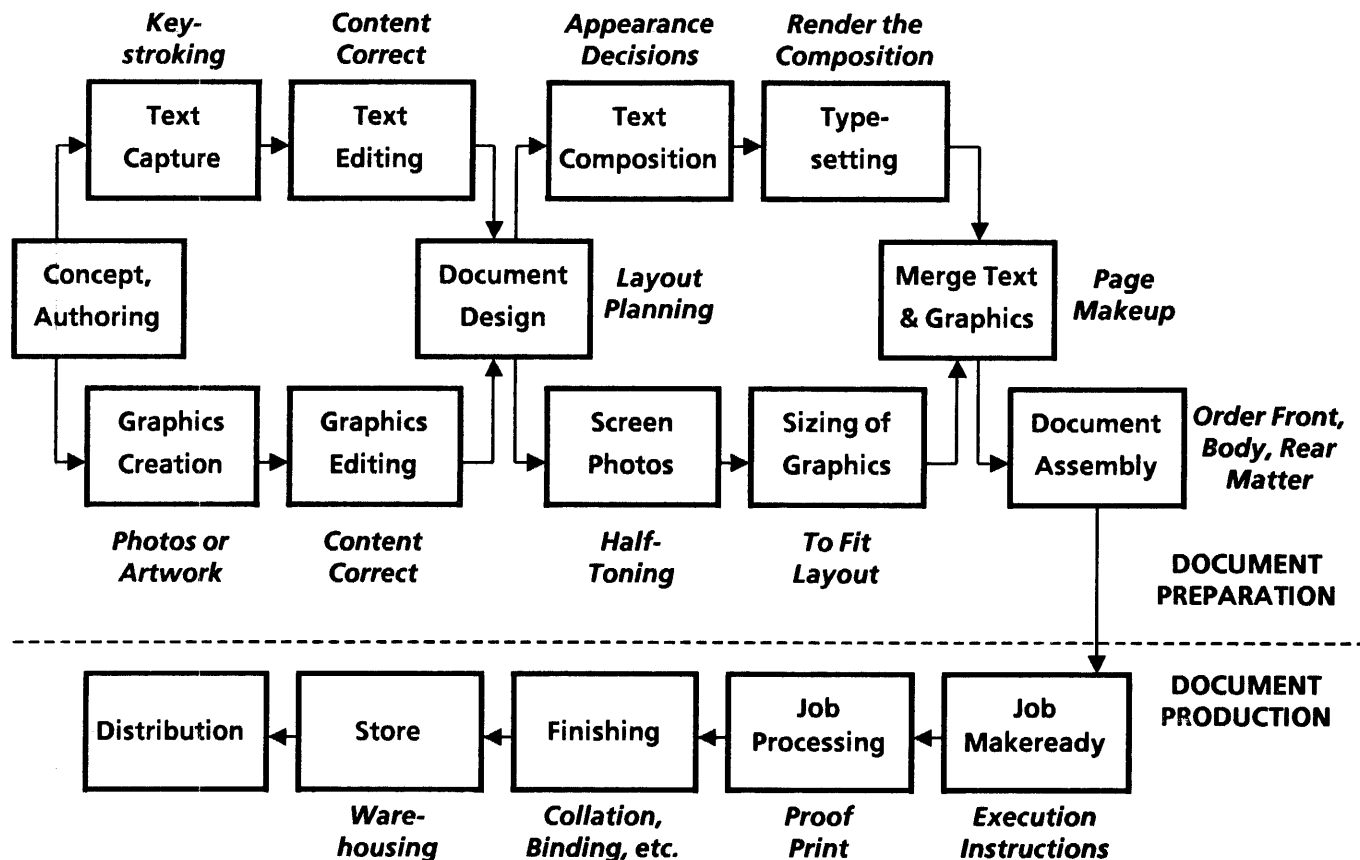 Key-
stroking
Content
Correct
Appearance
Decisions
Render the
Composition
Text
Capture
Text
Editing
Text
Composition
Type-
setting
Concept,
Authoring
Document
Design
Layout
Planning
Merge Text
& Graphics
Page
Makeup
Graphics
Creation
Graphics
Editing
Screen
Photos
Sizing of
Graphics
Document
Assembly
Order Front,
Body, Rear
Matter
Photos or
Artwork
Content
Correct
Half-
Toning
To Fit
Layout
DOCUMENT
PREPARATION
DOCUMENT
PRODUCTION
Distribution
Store
Finishing
Job
Processing
Job
Makeready
Ware-
housing
Collation,
Binding, etc.
Proof
Print
Execution
Instructions